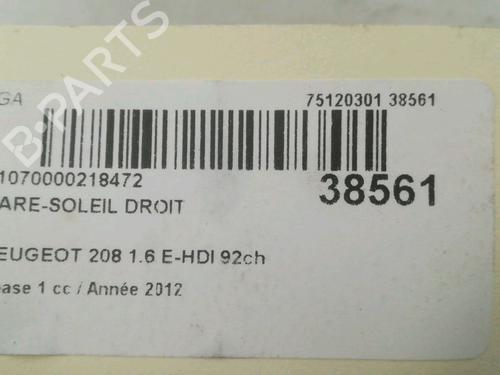 GA
75120301 38561
1070000218472
38561
ARE-SOLEIL DROIT
EUGEOT 208 1.6 E-HDI 92ch
ase 1 cc / Année 2012
B-PARTS